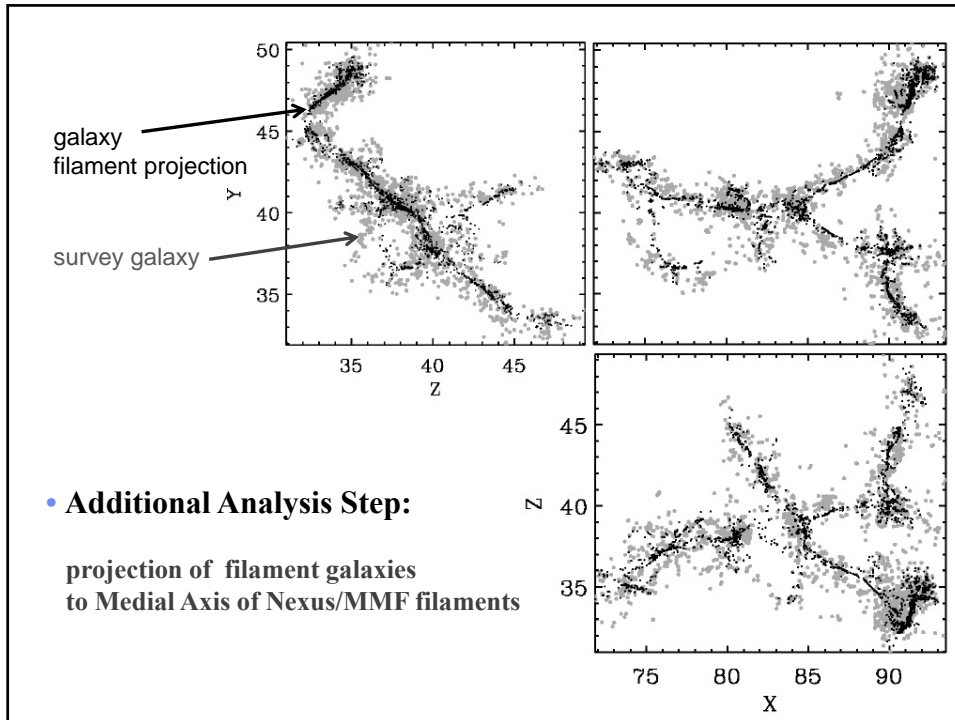 50
45
40
35
Y
35
40
45
Z
galaxy
filament projection
survey galaxy
45
40
35
Z
75
80
85
90
X
• Additional Analysis Step:
projection of filament galaxies
to Medial Axis of Nexus/MMF filaments